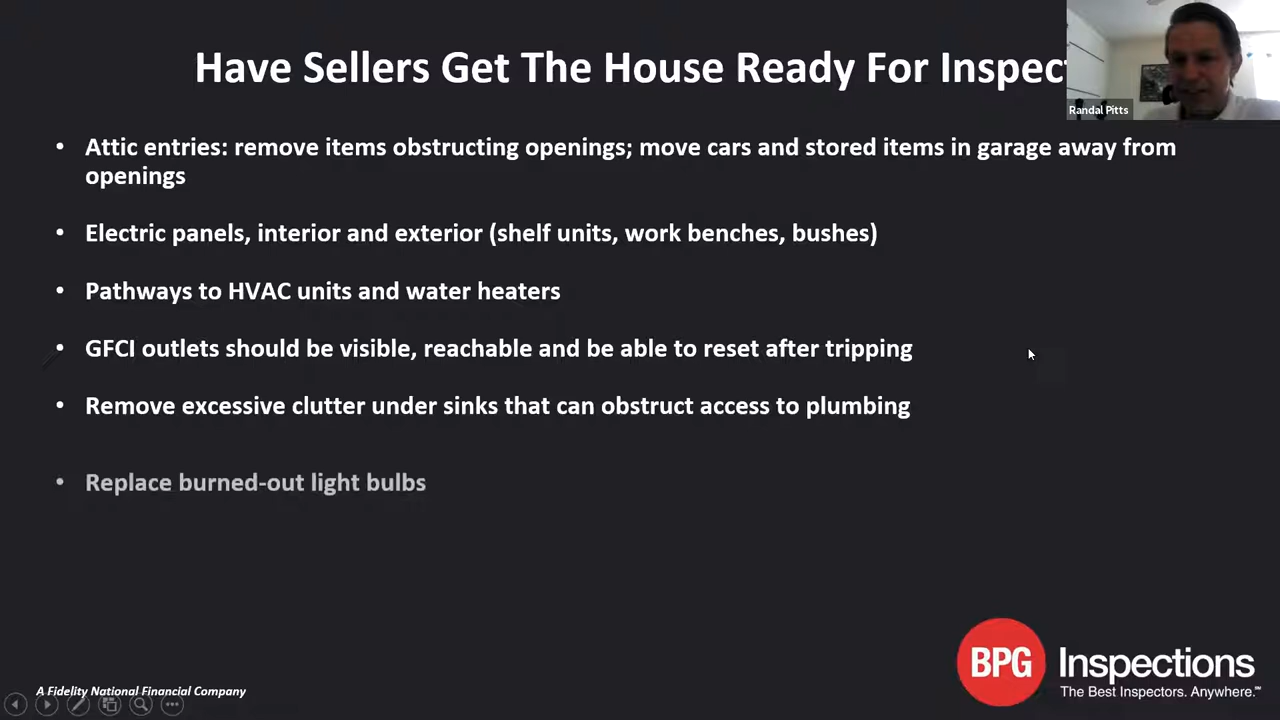 Have Sellers Get The House Ready For Inspec
Randal Pitts
• Attic entries: remove items obstructing openings; move cars and stored items in garage away from
openings
• Electric panels, interior and exterior (shelf units, work benches, bushes)
• Pathways to HVAC units and water heaters
• GFCI outlets should be visible, reachable and be able to reset after tripping
• Remove excessive clutter under sinks that can obstruct access to plumbing
• Replace burned-out light bulbs
BPG Inspections
The Best Inspectors. Anywhere.℠
A Fidelity National Financial Company